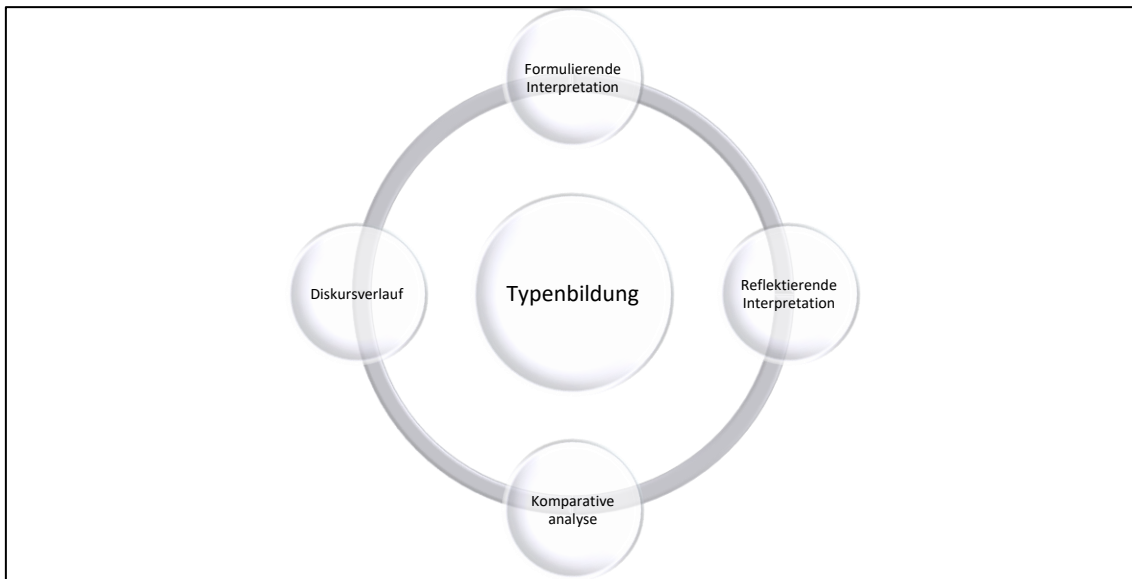 Formulierende
Interpretation
Diskursverlauf
Typenbildung
Reflektierende
Interpretation
Komparative
analyse